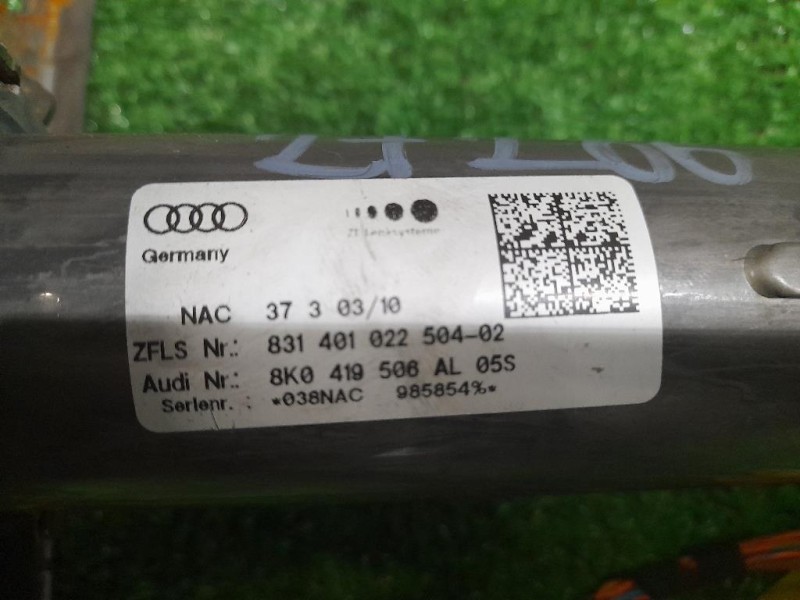 Germany
ZF Lenksysteme
NAC 37 3 03/10
ZFLS Nr.: 831 401 022 504-02
Audi Nr.: 8K0 419 506 AL 05S
Serienr. : *038NAC 985854%*